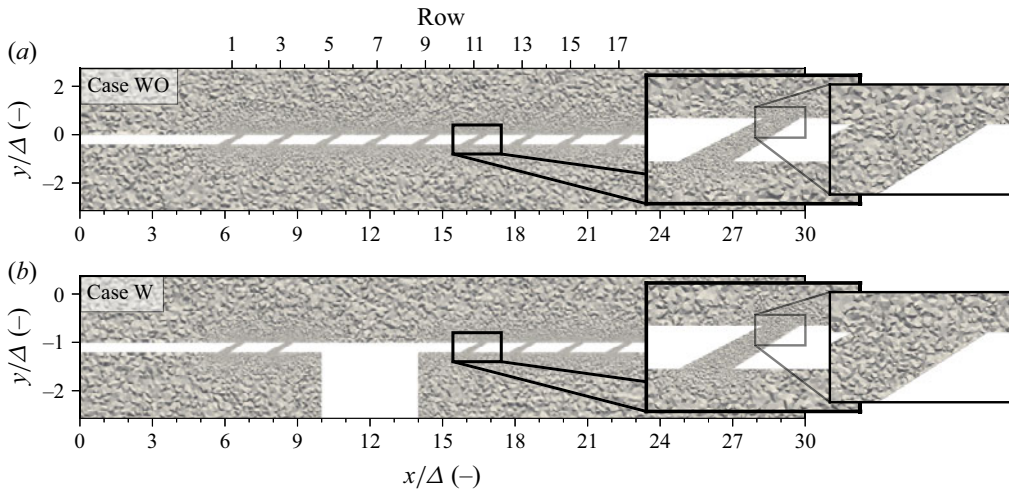 Row
(a)
1 3 5 7 9 11 13 15 17
Case WO
2
0
−2
y/Δ (–)
0 3 6 9 12 15 18 21 24 27 30
(b)
Case W
0
−1
−2
y/Δ (–)
0 3 6 9 12 15 18 21 24 27 30
x/Δ (–)